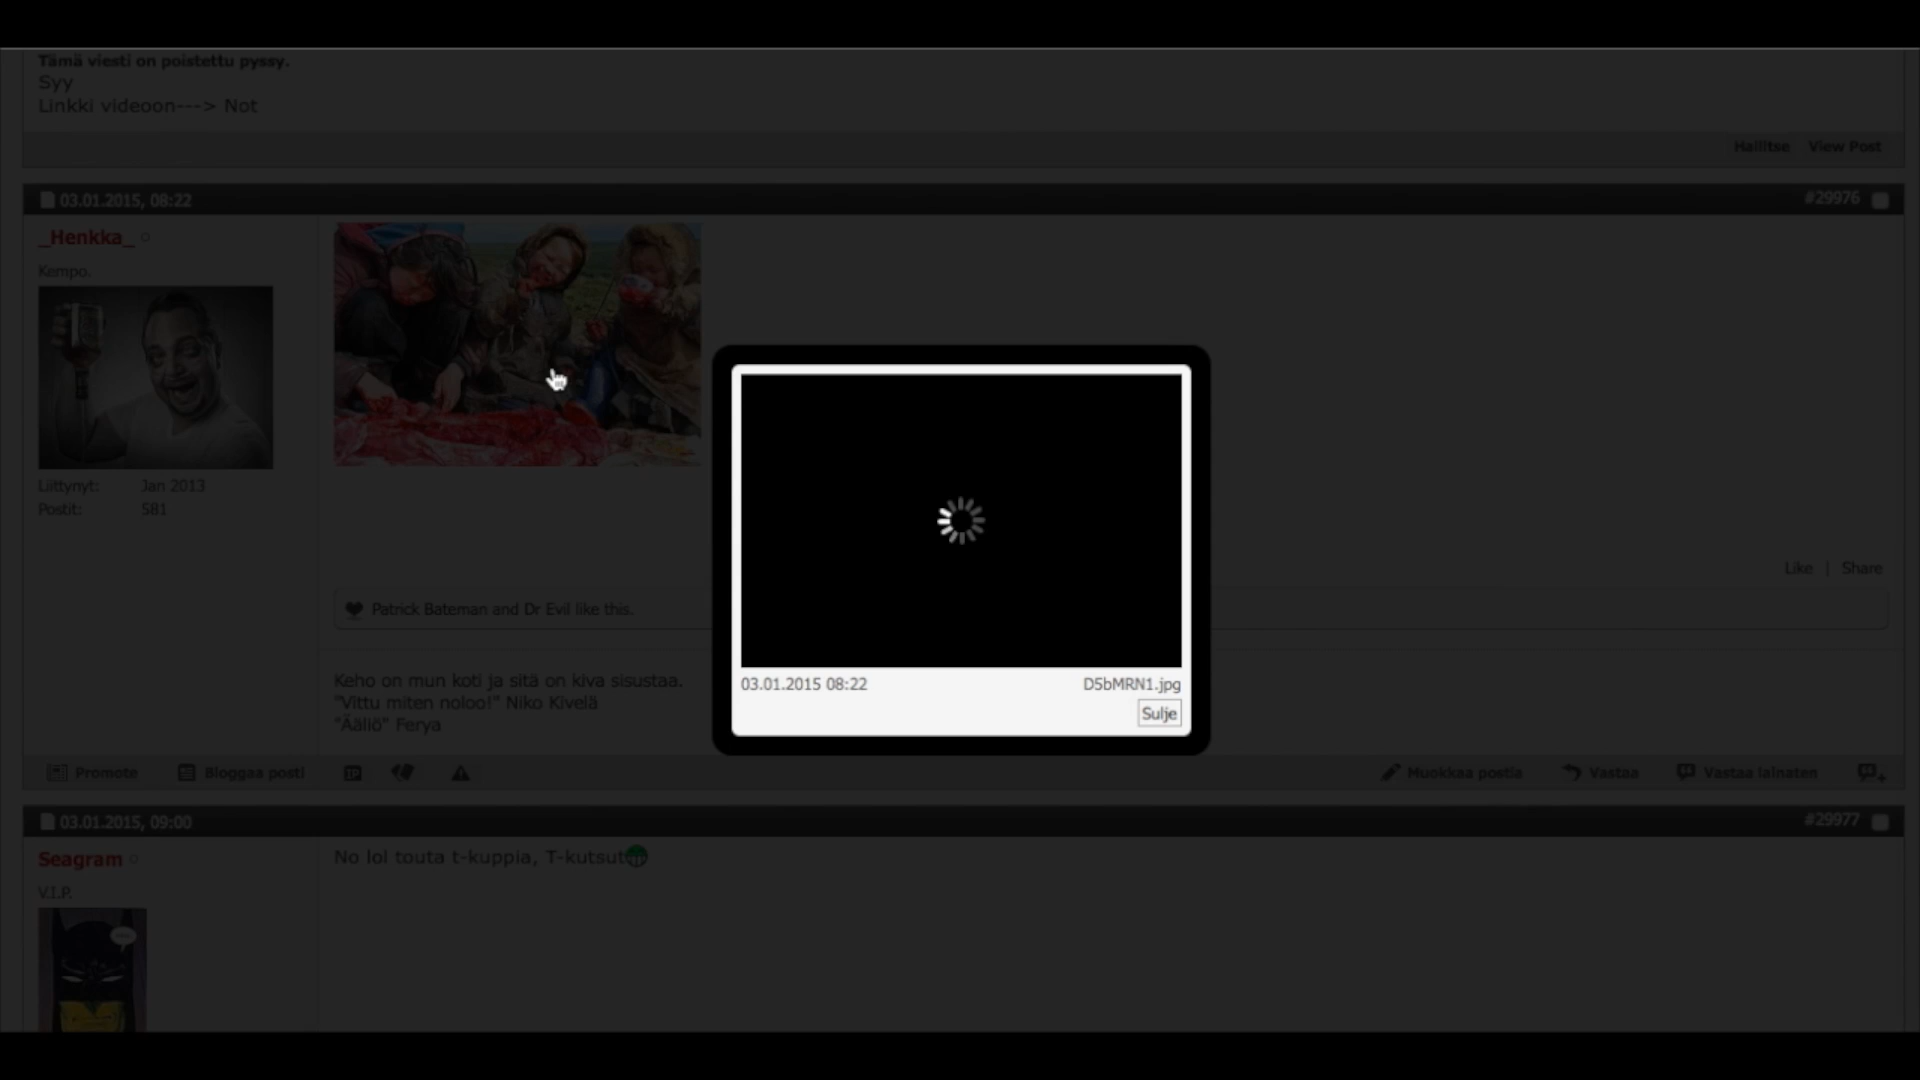 Tämä viesti on poistettu pyssy.
Syy
Linkki videoon---> Not
Hallitse View Post
03.01.2015, 08:22 #29976
_Henkka_
Kempo.
Liittynyt: Jan 2013
Postit: 581
Like | Share
Patrick Bateman and Dr Evil like this.
03.01.2015 08:22 D5bMRN1.jpg
Sulje
Keho on mun koti ja sitä on kiva sisustaa.
"Vittu miten noloo!" Niko Kivelä
"Ääliö" Ferya
Promote Bloggaa posti TP Muokkaa postia Vastaa Vastaa lainaten
03.01.2015, 09:00 #29977
Seagram
V.I.P.
No lol touta t-kuppia, T-kutsut